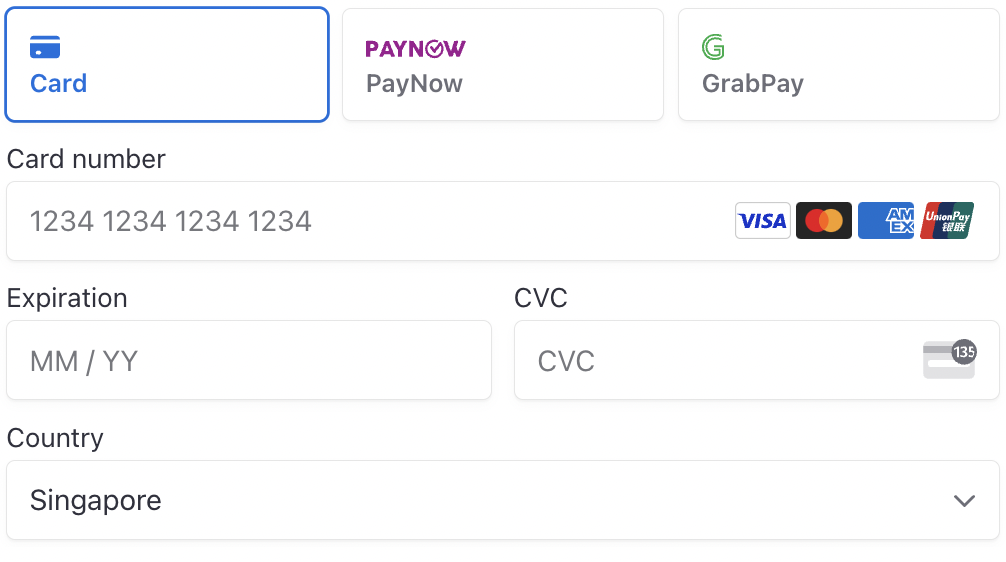 PAYNOW
G
Card
PayNow
GrabPay
Card number
1234 1234 1234 1234
VISA
AM
EX
UnionPay
银联
Expiration
CVC
MM / YY
CVC
135
Country
Singapore